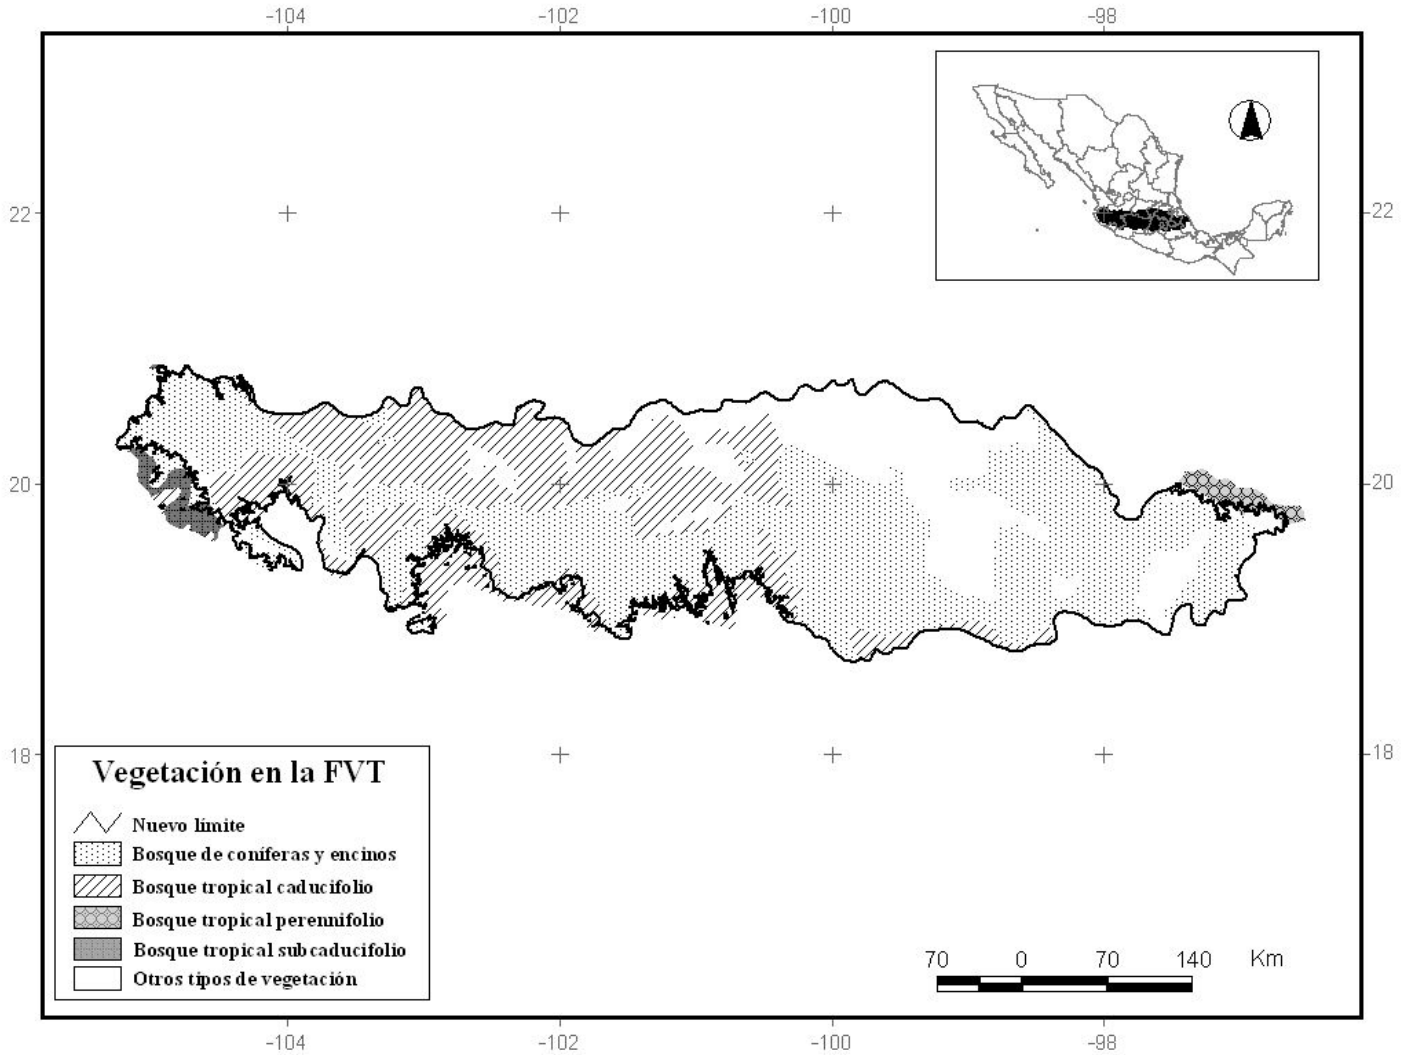 -104 -102 -100 -98
22 22
20 20
18 18
Vegetación en la FVT
Nuevo límite
Bosque de coníferas y encinos
Bosque tropical caducifolio
Bosque tropical perennifolio
Bosque tropical subcaducifolio
Otros tipos de vegetación
70 0 70 140 Km
-104 -102 -100 -98